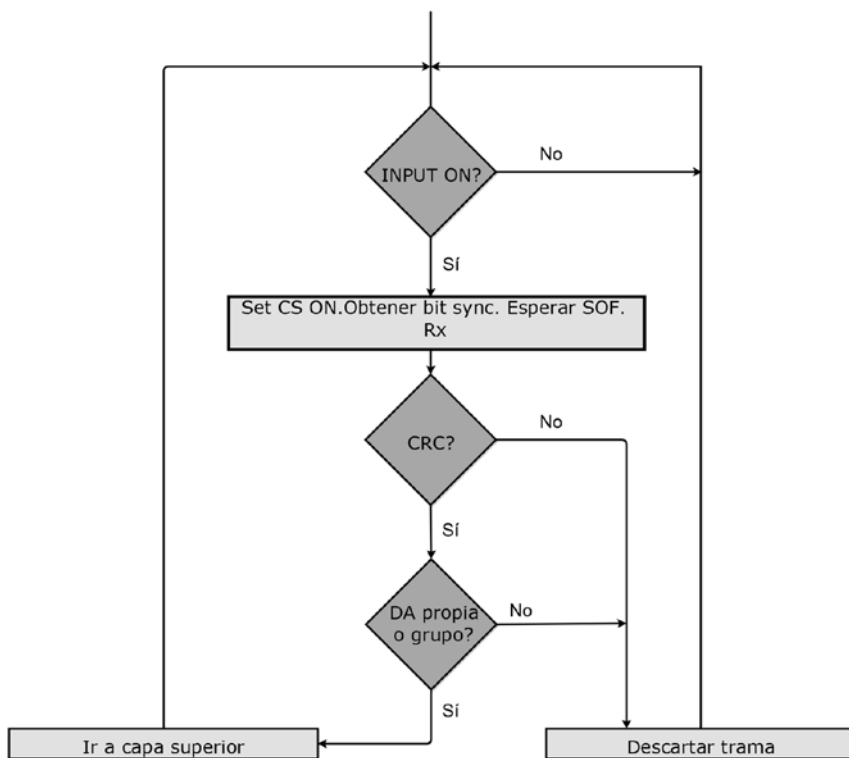 INPUT ON?
No
Sí
Set CS ON.Obtener bit sync. Esperar SOF.
Rx
CRC?
No
Sí
DA propia
o grupo?
No
Sí
Ir a capa superior
Descartar trama